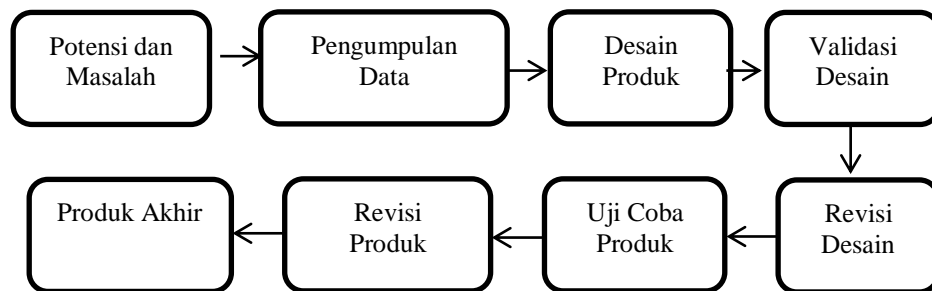 Potensi dan
Masalah
Pengumpulan
Data
Desain
Produk
Validasi
Desain
Produk Akhir
Revisi
Produk
Uji Coba
Produk
Revisi
Desain